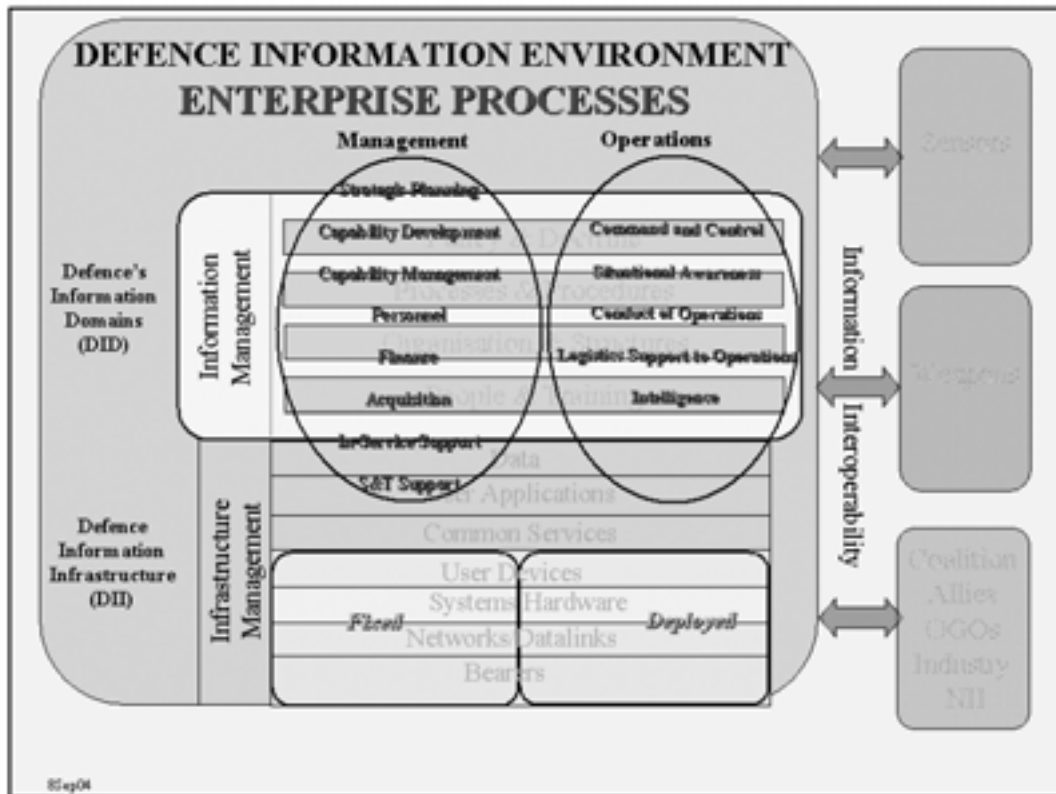 DEFENCE INFORMATION ENVIRONMENT
ENTERPRISE PROCESSES
Management
Operations
Strategic Planning
Capability Development
Command and Control
Policy & Doctrine
Capability Management
Situational Awareness
Processes & Procedures
Personnel
Conduct of Operations
Organisation & Structures
Finance
Logistics Support to Operations
Acquisition
Intelligence
People & Training
In-Service Support
Data
S&T Support
User Applications
Common Services
User Devices
Systems Hardware
Fixed
Deployed
Networks/Datalinks
Bearers
Defence's
Information
Domains
(DID)
Information
Management
Defence
Information
Infrastructure
(DII)
Infrastructure
Management
Information Interoperability
Sensors
Weapons
Coalition
Allies
OGOs
Industry
NII
8Sep04